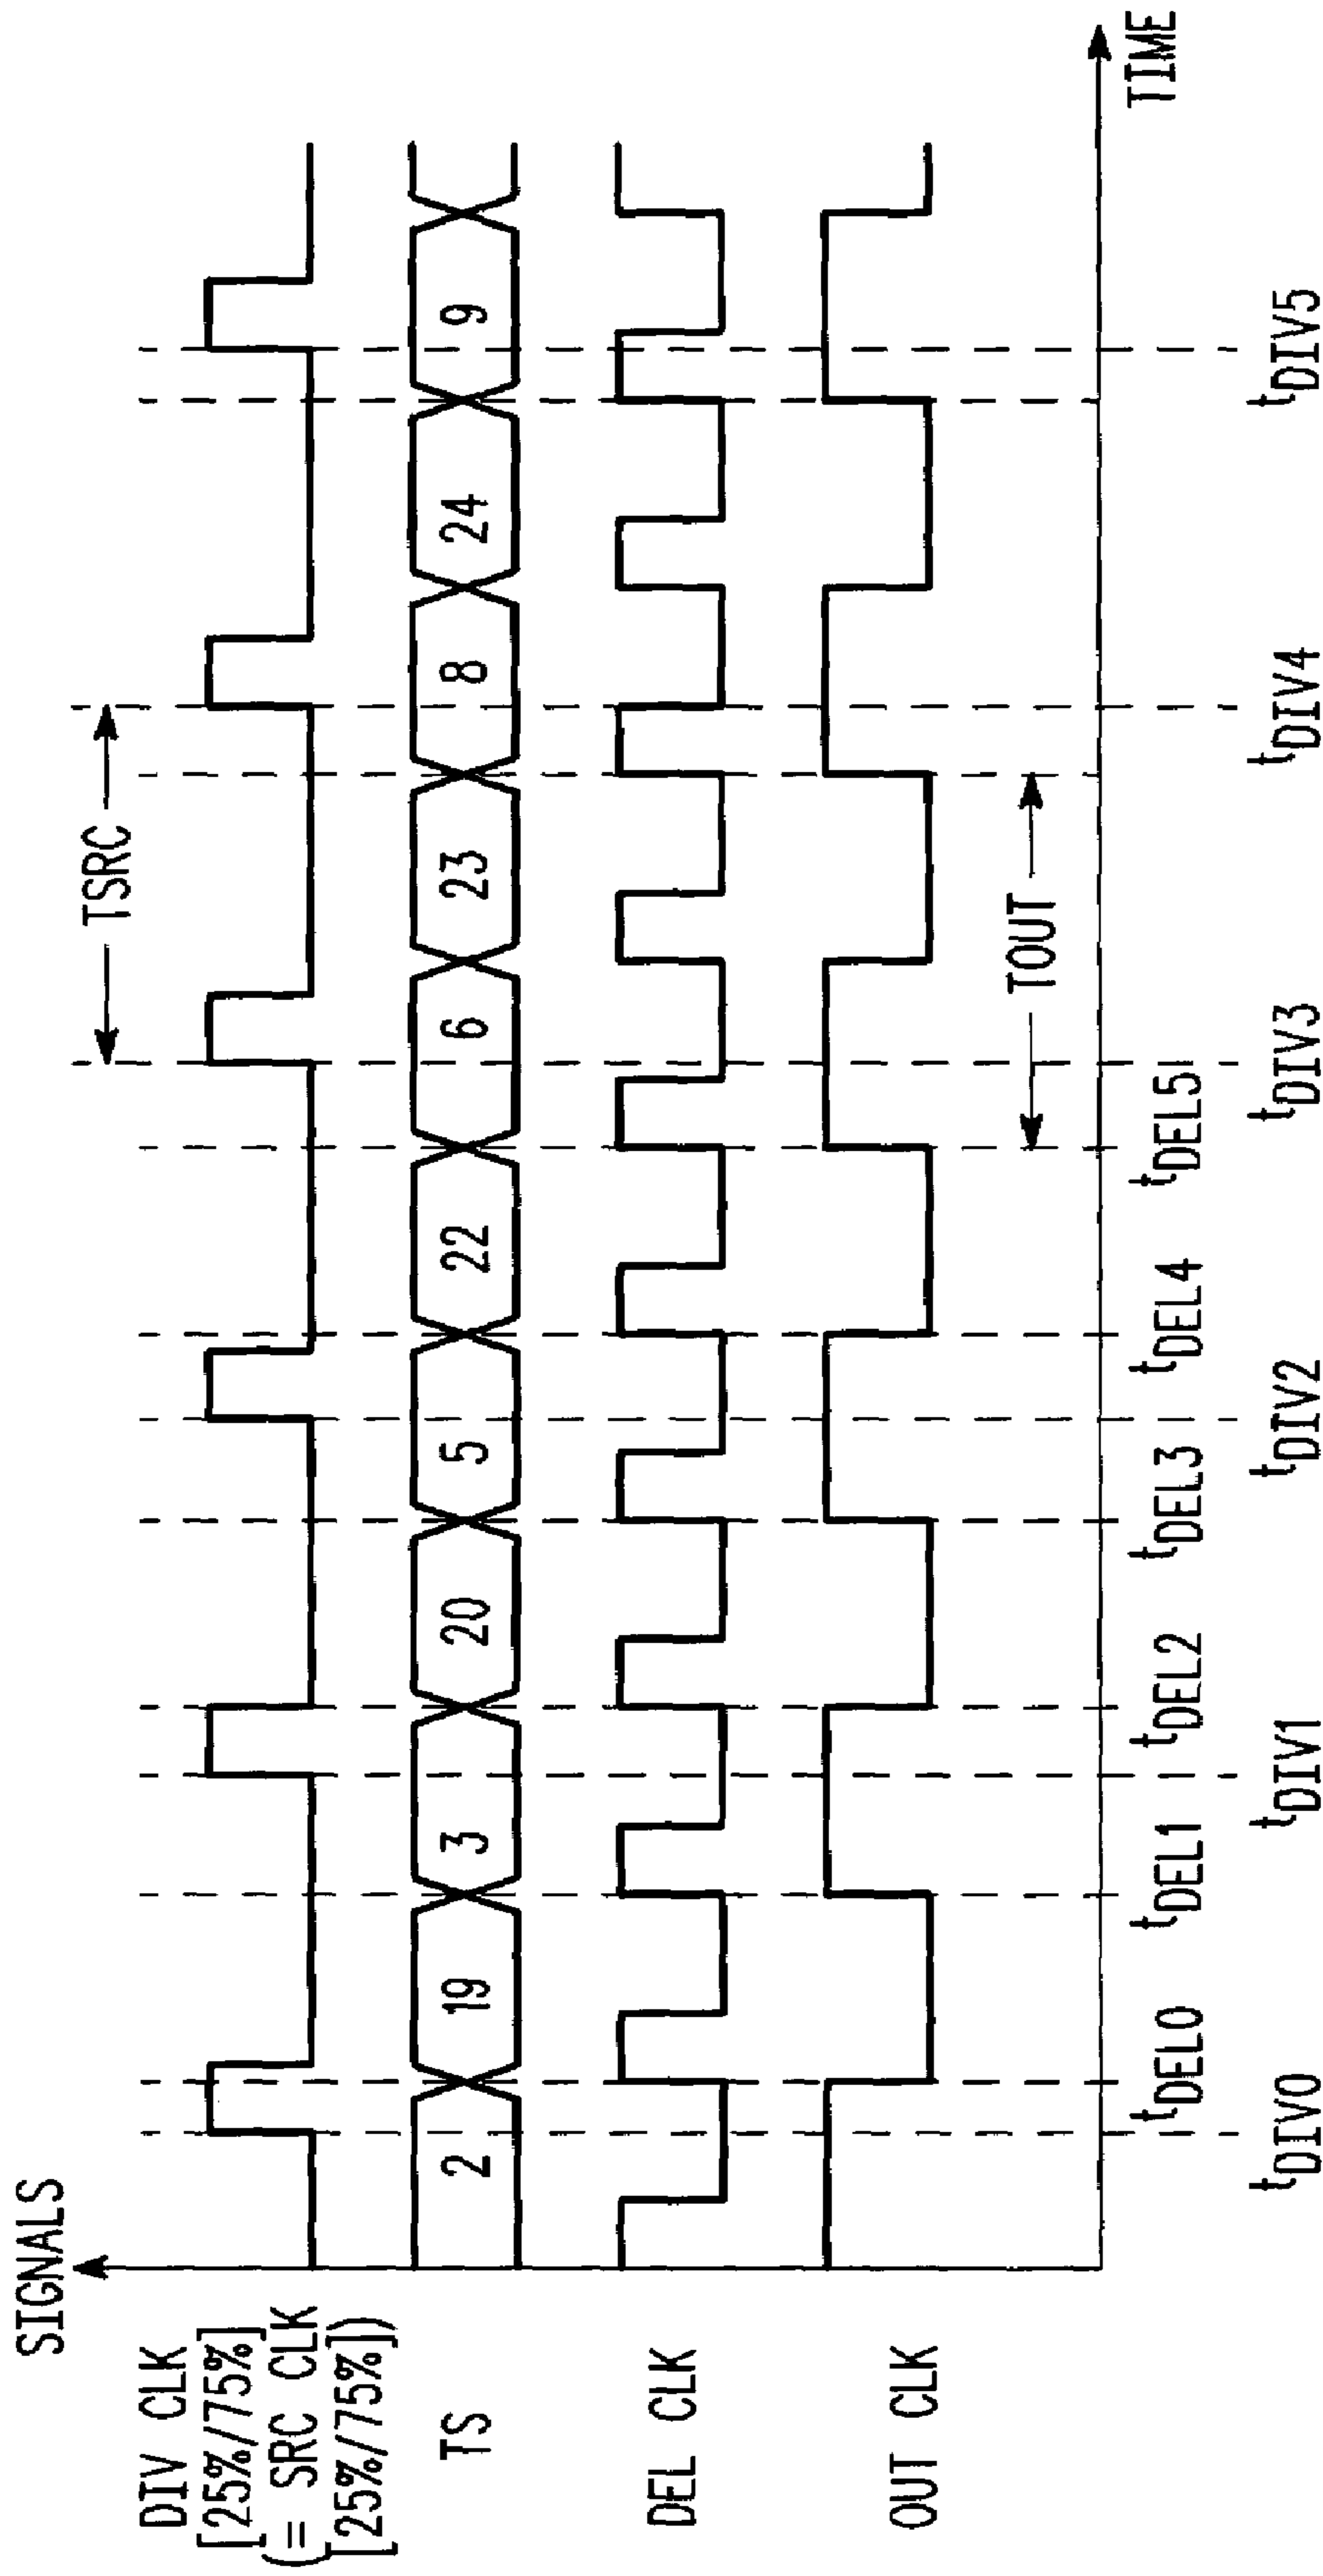 SIGNALS
DIV CLK
[25%/75%]
(= SRC CLK
[25%/75%])
TSRC
TS
2 19 3 20 5 22 6 23 8 24 9
DEL CLK
OUT CLK
TOUT
TIME
tDEL0 tDEL1 tDEL2 tDEL3 tDEL4 tDEL5
tDIV0 tDIV1 tDIV2 tDIV3 tDIV4 tDIV5